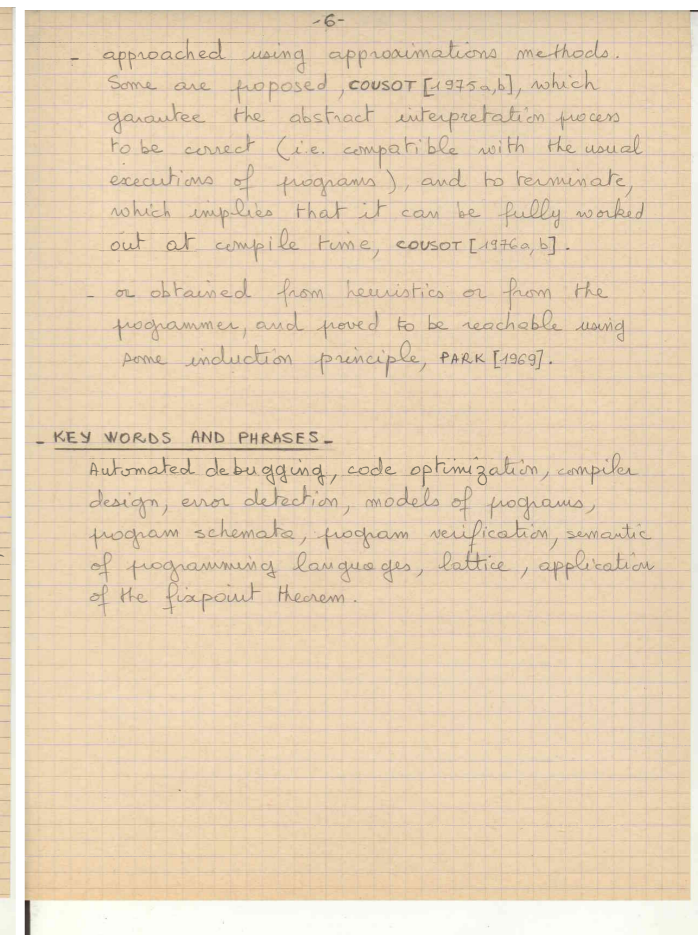 -6-
- approached using approximations methods.
Some are proposed, COUSOT [1975a,b], which
garantee the abstract interpretation process
to be correct (i.e. compatible with the usual
executions of programs), and to terminate,
which implies that it can be fully worked
out at compile time, COUSOT [1976a,b].
- or obtained from heuristics or from the
programmer, and proved to be reachable using
some induction principle, PARK [1969].
- KEY WORDS AND PHRASES -
Automated debugging, code optimization, compiler
design, error detection, models of programs,
program schemata, program verification, semantic
of programming languages, lattice, application
of the fixpoint theorem.